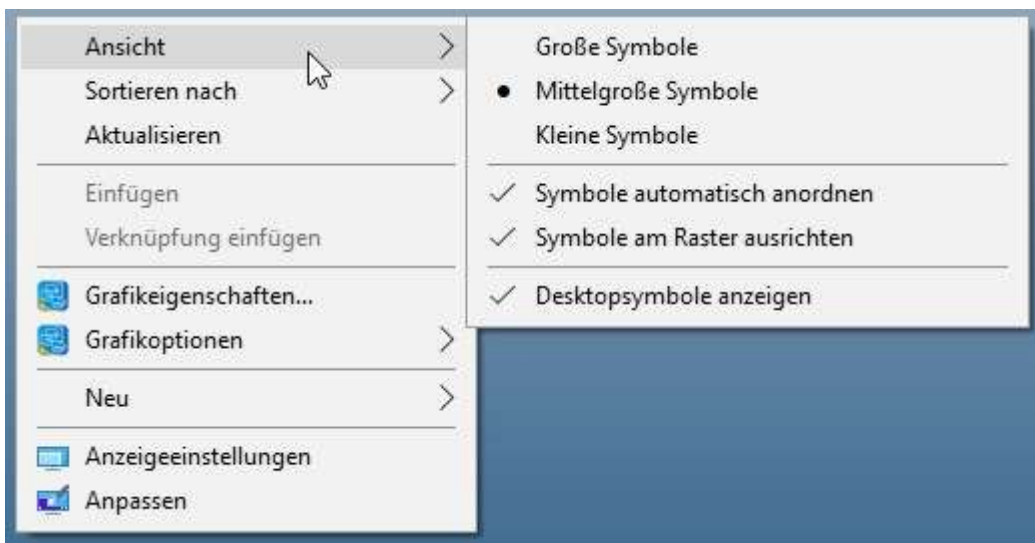 Ansicht
Sortieren nach
Aktualisieren
Einfügen
Verknüpfung einfügen
Grafikeigenschaften...
Grafikoptionen
Neu
Anzeigeeinstellungen
Anpassen
Große Symbole
Mittelgroße Symbole
Kleine Symbole
Symbole automatisch anordnen
Symbole am Raster ausrichten
Desktopsymbole anzeigen